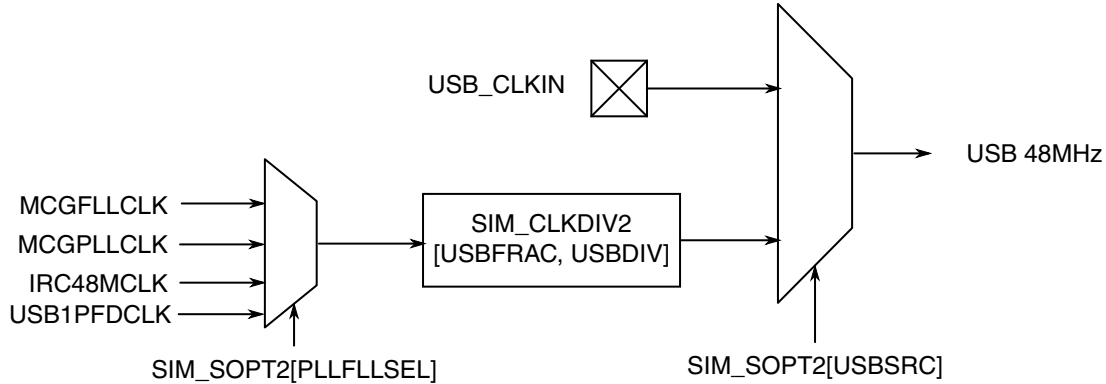 USB_CLKIN
USB 48MHz
MCGFLLCLK
MCGPLLCLK
IRC48MCLK
USB1PFDCLK
SIM_CLKDIV2
[USBFRAC, USBDIV]
SIM_SOPT2[PLLFLLSEL]
SIM_SOPT2[USBSRC]